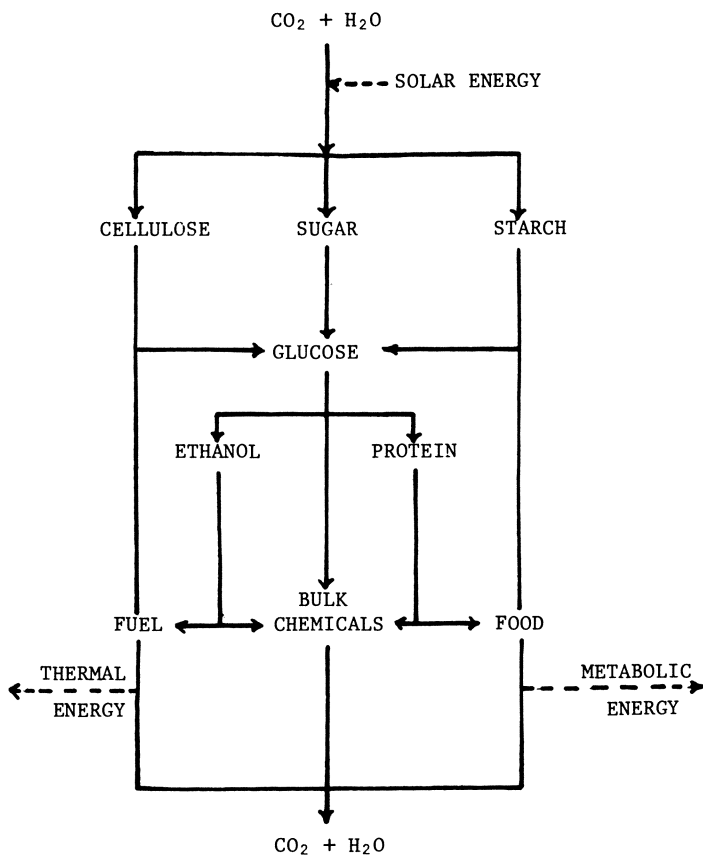 CO₂ + H₂O
SOLAR ENERGY
CELLULOSE SUGAR STARCH
GLUCOSE
ETHANOL PROTEIN
BULK
FUEL CHEMICALS FOOD
THERMAL METABOLIC
ENERGY ENERGY
CO₂ + H₂O